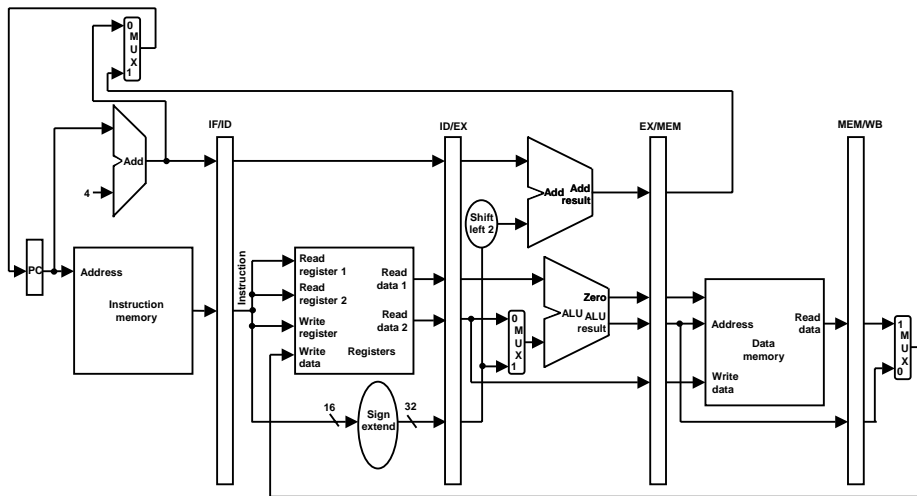 0
M
U
X
1
IF/ID
ID/EX
EX/MEM
MEM/WB
Add
4
Add
Add
result
Shift
left 2
PC
Address
Instruction
memory
Instruction
Read
register 1
Read
register 2
Write
register
Write
data
Read
data 1
Read
data 2
Registers
16
Sign
extend
32
0
M
U
X
1
Zero
ALU
ALU
result
Address
Write
data
Read
data
Data
memory
1
M
U
X
0